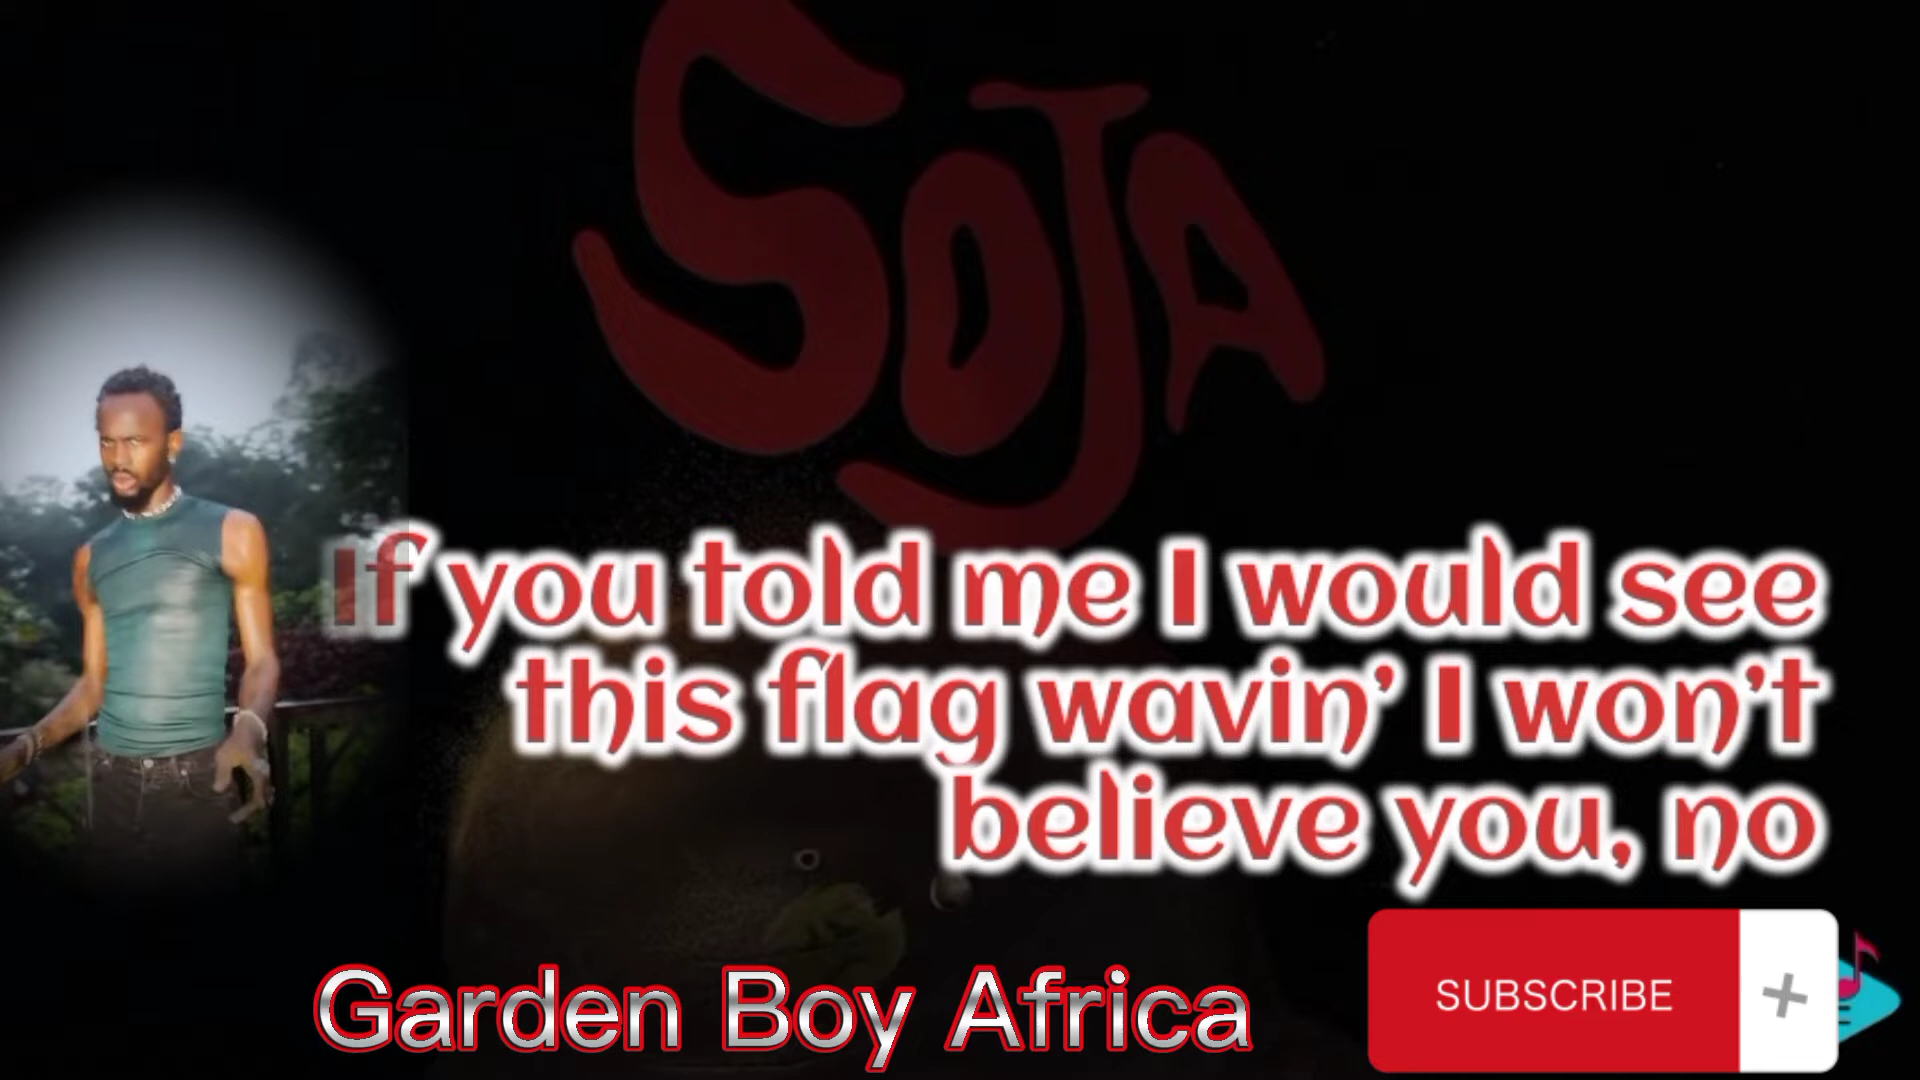 SOJA
If you told me I would see
this flag wavin' I won't
believe you, no
Garden Boy Africa
SUBSCRIBE +